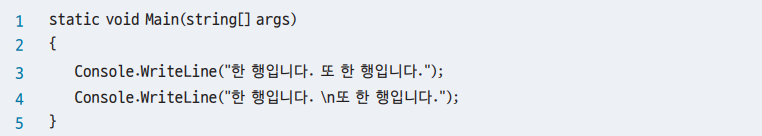 1 static void Main(string[] args)
2 {
3 Console.WriteLine("한 행입니다. 또 한 행입니다.");
4 Console.WriteLine("한 행입니다. \n또 한 행입니다.");
5 }